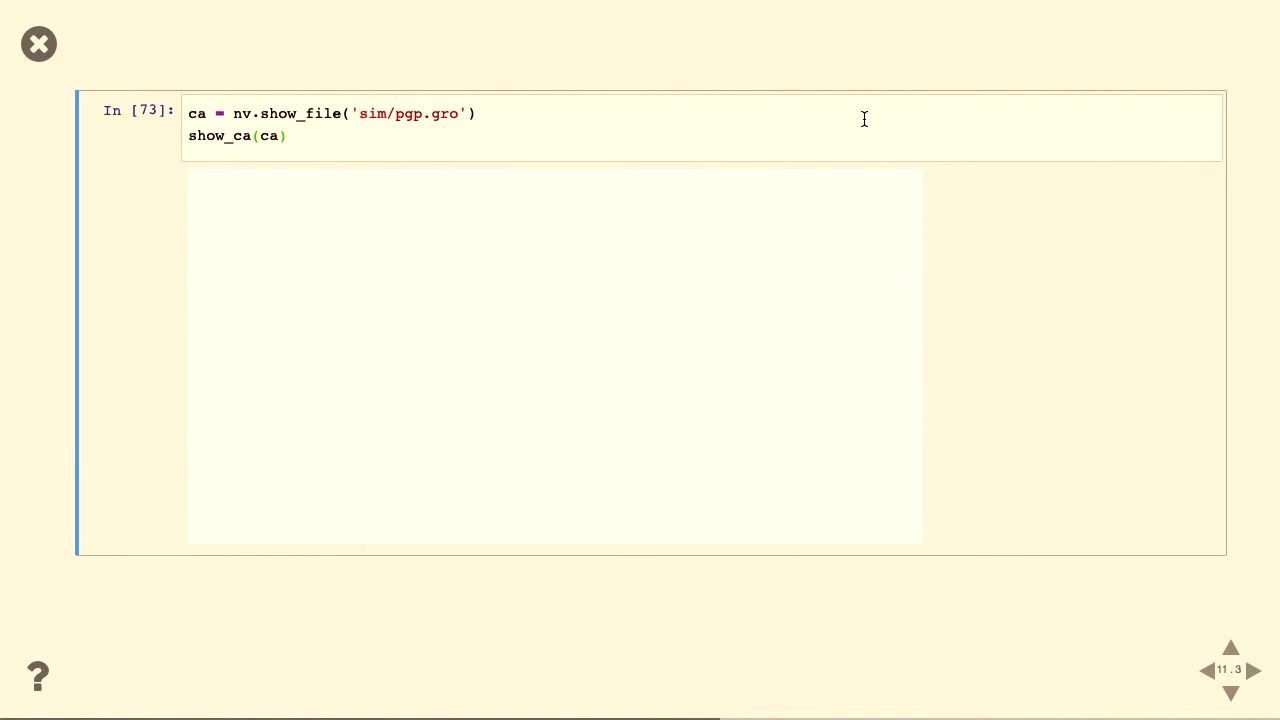 In [73]:
ca = nv.show_file('sim/pgp.gro')
show_ca(ca)
?
11.3